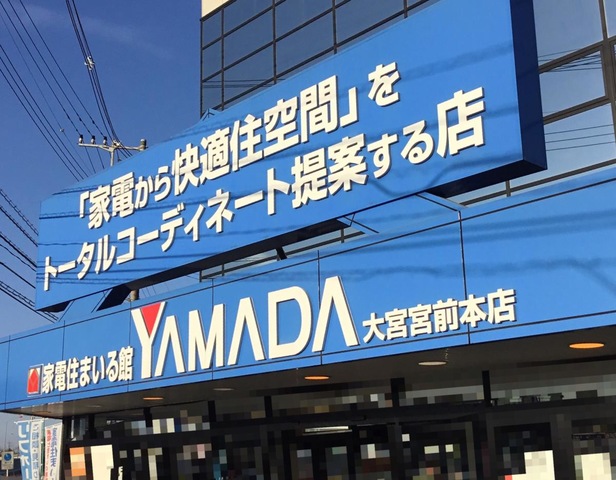 「家電から快適住空間」を
トータルコーディネート提案する店
家電住まいる館 YAMADA 大宮宮前本店